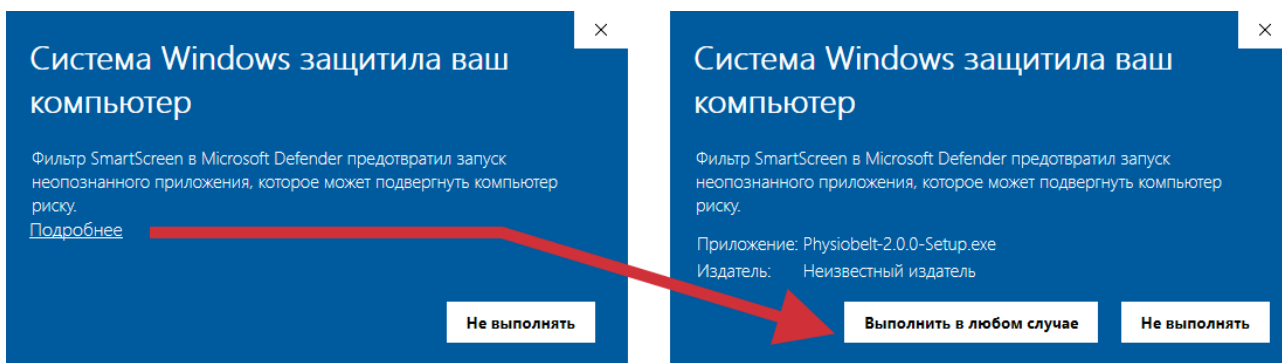 Система Windows защитила ваш
компьютер
Фильтр SmartScreen в Microsoft Defender предотвратил запуск
неопознанного приложения, которое может подвергнуть компьютер
риску.
Подробнее
Не выполнять
Система Windows защитила ваш
компьютер
Фильтр SmartScreen в Microsoft Defender предотвратил запуск
неопознанного приложения, которое может подвергнуть компьютер
риску.
Приложение: Physiobelt-2.0.0-Setup.exe
Издатель: Неизвестный издатель
Выполнить в любом случае Не выполнять